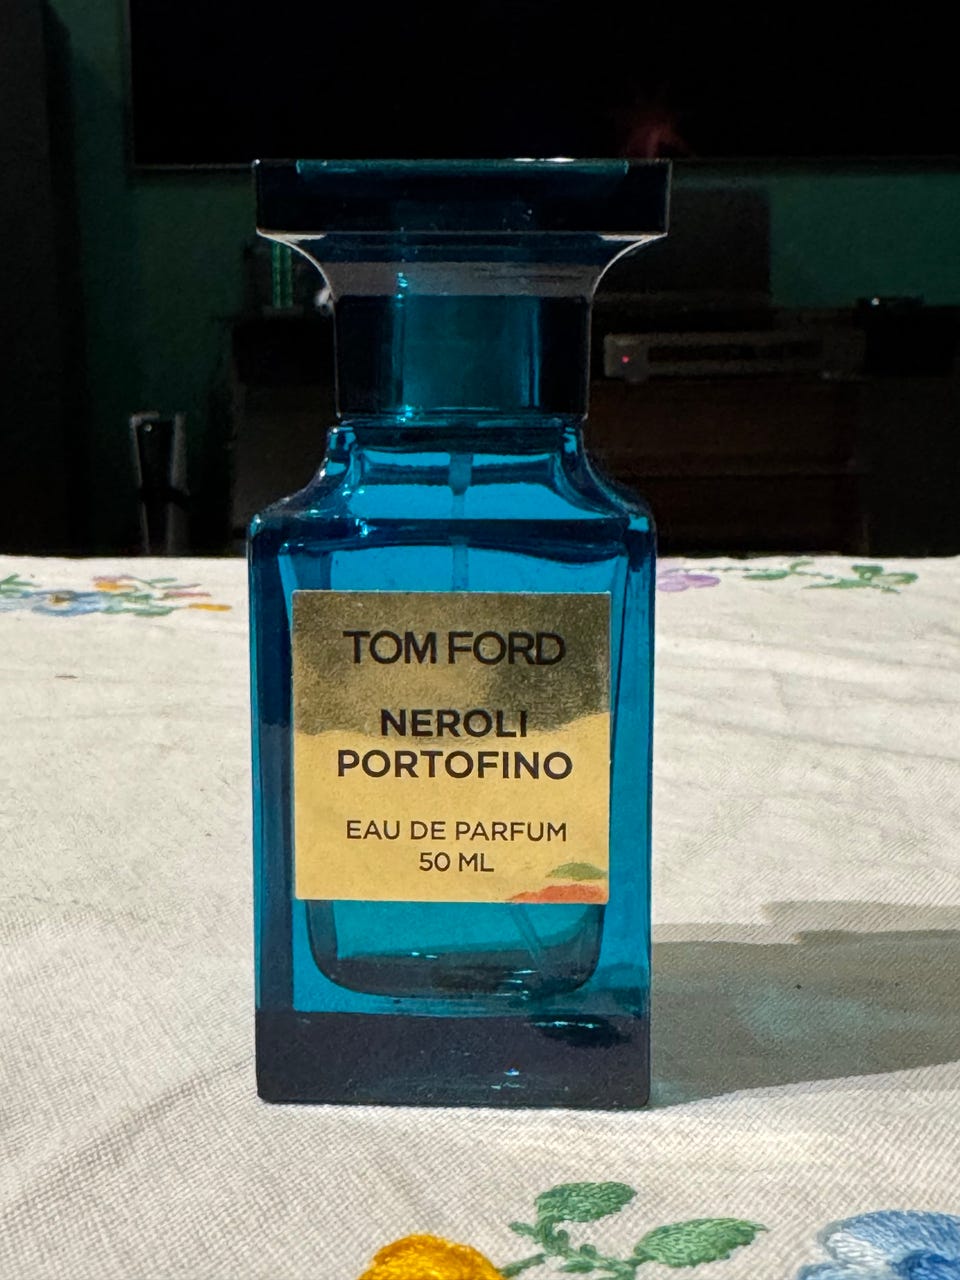 TOM FORD
NEROLI
PORTOFINO
EAU DE PARFUM
50 ML